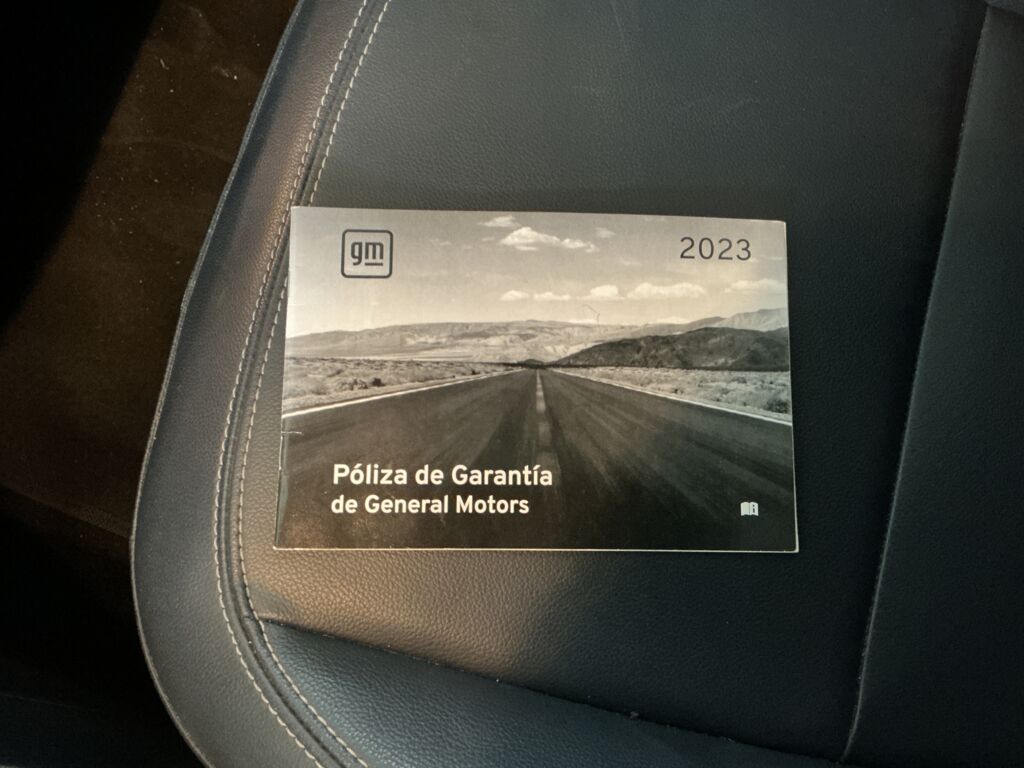 gm
2023
Póliza de Garantía
de General Motors